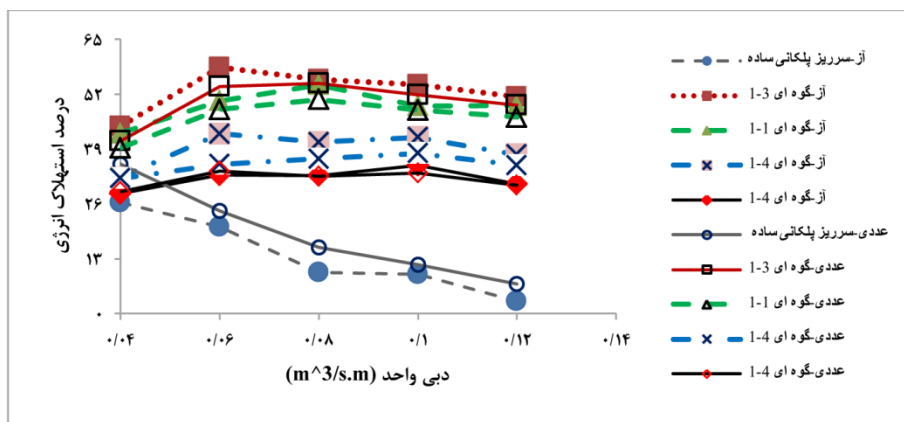 ۶۵
۵۲
۳۹
۲۶
۱۳
۰
درصد استهلاک انرژی
۰/۰۴ ۰/۰۶ ۰/۰۸ ۰/۱ ۰/۱۲ ۰/۱۴
دبی واحد (m^3/s.m)
آز-سرریز پلکانی ساده
آز-گوه ای 3-1
آز-گوه ای 1-1
آز-گوه ای 4-1
آز-گوه ای 4-1
عددی-سرریز پلکانی ساده
عددی-گوه ای 3-1
عددی-گوه ای 1-1
عددی-گوه ای 4-1
عددی-گوه ای 4-1